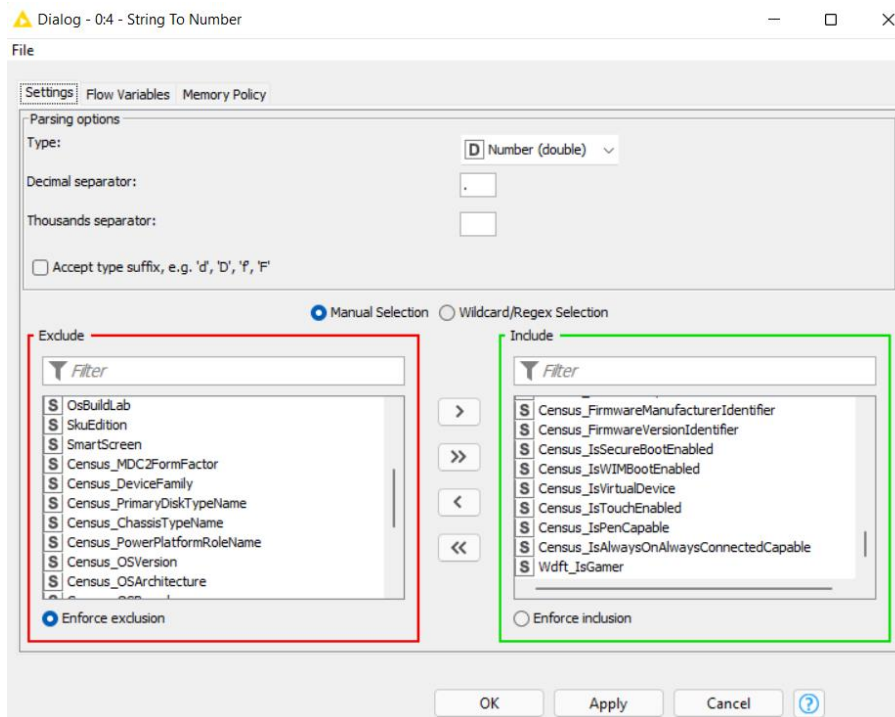 Dialog - 0:4 - String To Number
File
Settings Flow Variables Memory Policy
Parsing options
Type: D Number (double)
Decimal separator: .
Thousands separator:
Accept type suffix, e.g. 'd', 'D', 'f', 'F'
Manual Selection Wildcard/Regex Selection
Exclude
Filter
S OsBuildLab
S SkuEdition
S SmartScreen
S Census_MDC2FormFactor
S Census_DeviceFamily
S Census_PrimaryDiskTypeName
S Census_ChassisTypeName
S Census_PowerPlatformRoleName
S Census_OSVersion
S Census_OSArchitecture
Enforce exclusion
>
>>
<
<<
Include
Filter
S Census_FirmwareManufacturerIdentifier
S Census_FirmwareVersionIdentifier
S Census_IsSecureBootEnabled
S Census_IsWIMBootEnabled
S Census_IsVirtualDevice
S Census_IsTouchEnabled
S Census_IsPenCapable
S Census_IsAlwaysOnAlwaysConnectedCapable
S Wdft_IsGamer
Enforce inclusion
OK Apply Cancel ?